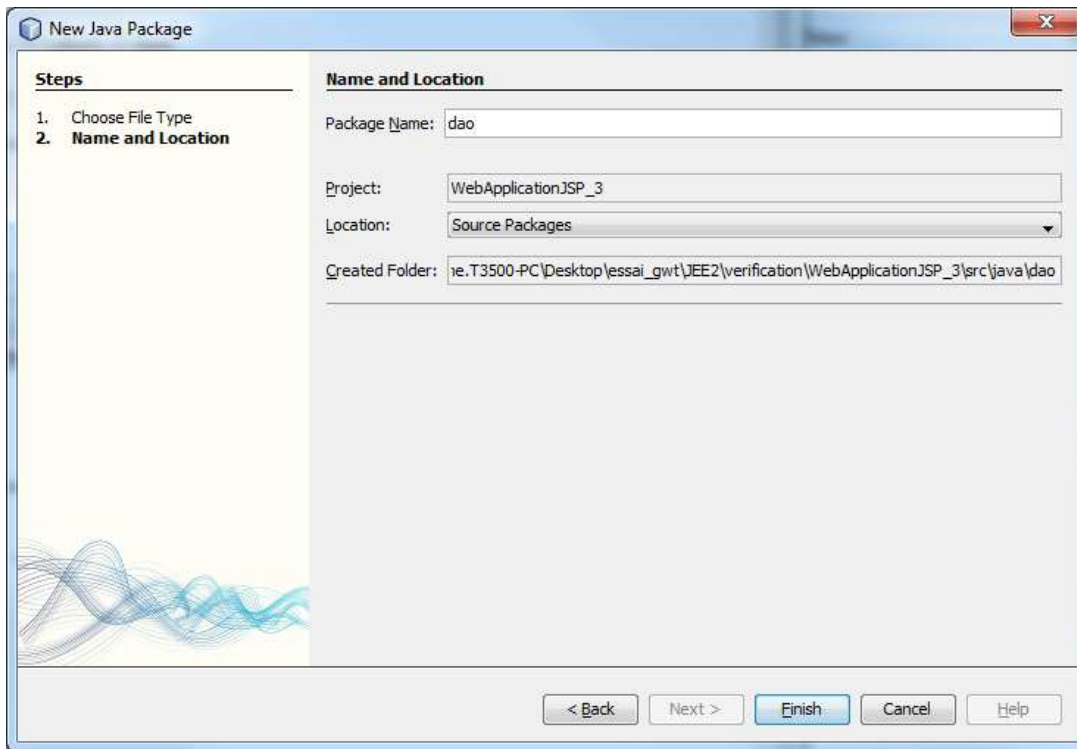 New Java Package
Steps
1. Choose File Type
2. Name and Location
Name and Location
Package Name: dao
Project: WebApplicationJSP_3
Location: Source Packages
Created Folder: ıe.T3500-PC\Desktop\essai_gwt\JEE2\verification\WebApplicationJSP_3\src\java\dao
< Back Next > Finish Cancel Help